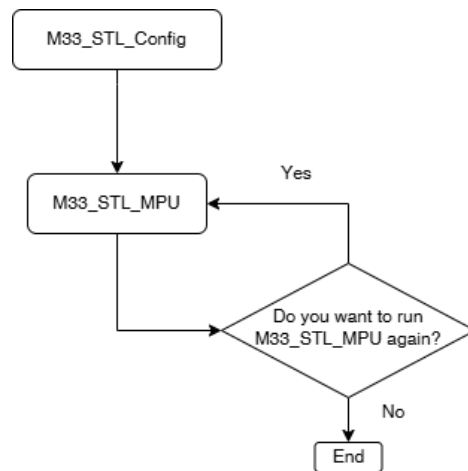 M33_STL_Config
M33_STL_MPU
Yes
Do you want to run
M33_STL_MPU again?
No
End